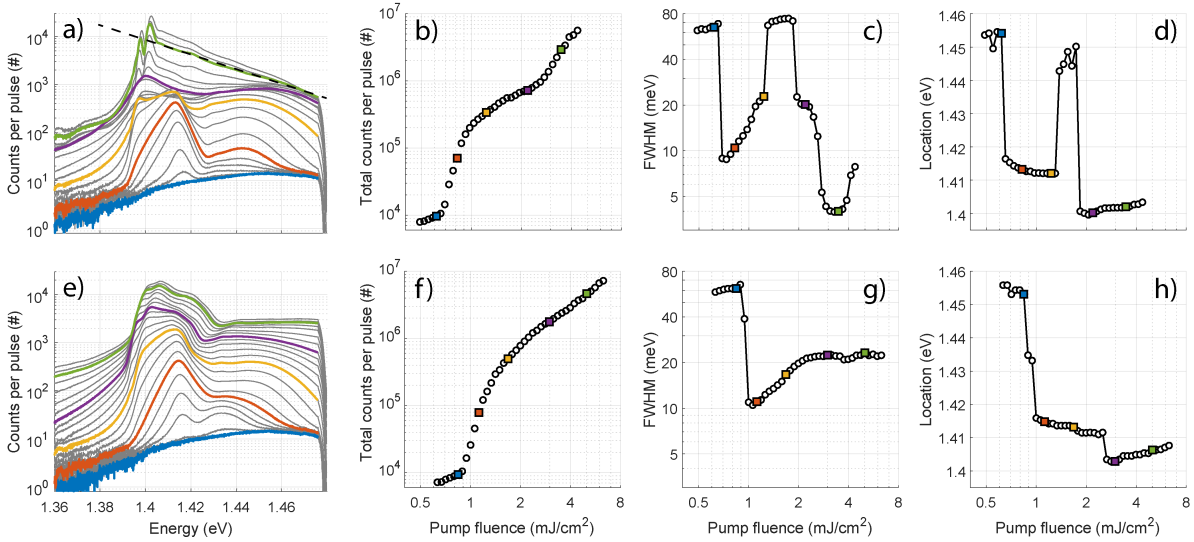 a)
Counts per pulse (#)
10⁴
10³
10²
10¹
10⁰
b)
Total counts per pulse (#)
10⁷
10⁶
10⁵
10⁴
c)
FWHM (meV)
80
40
20
10
5
d)
Location (eV)
1.46
1.45
1.44
1.43
1.42
1.41
1.4
e)
Counts per pulse (#)
10⁴
10³
10²
10¹
10⁰
1.36 1.38 1.4 1.42 1.44 1.46
Energy (eV)
f)
Total counts per pulse (#)
10⁷
10⁶
10⁵
10⁴
0.5 1 2 4 8
Pump fluence (mJ/cm²)
g)
FWHM (meV)
80
40
20
10
5
0.5 1 2 4 8
Pump fluence (mJ/cm²)
h)
Location (eV)
1.46
1.45
1.44
1.43
1.42
1.41
1.4
0.5 1 2 4 8
Pump fluence (mJ/cm²)